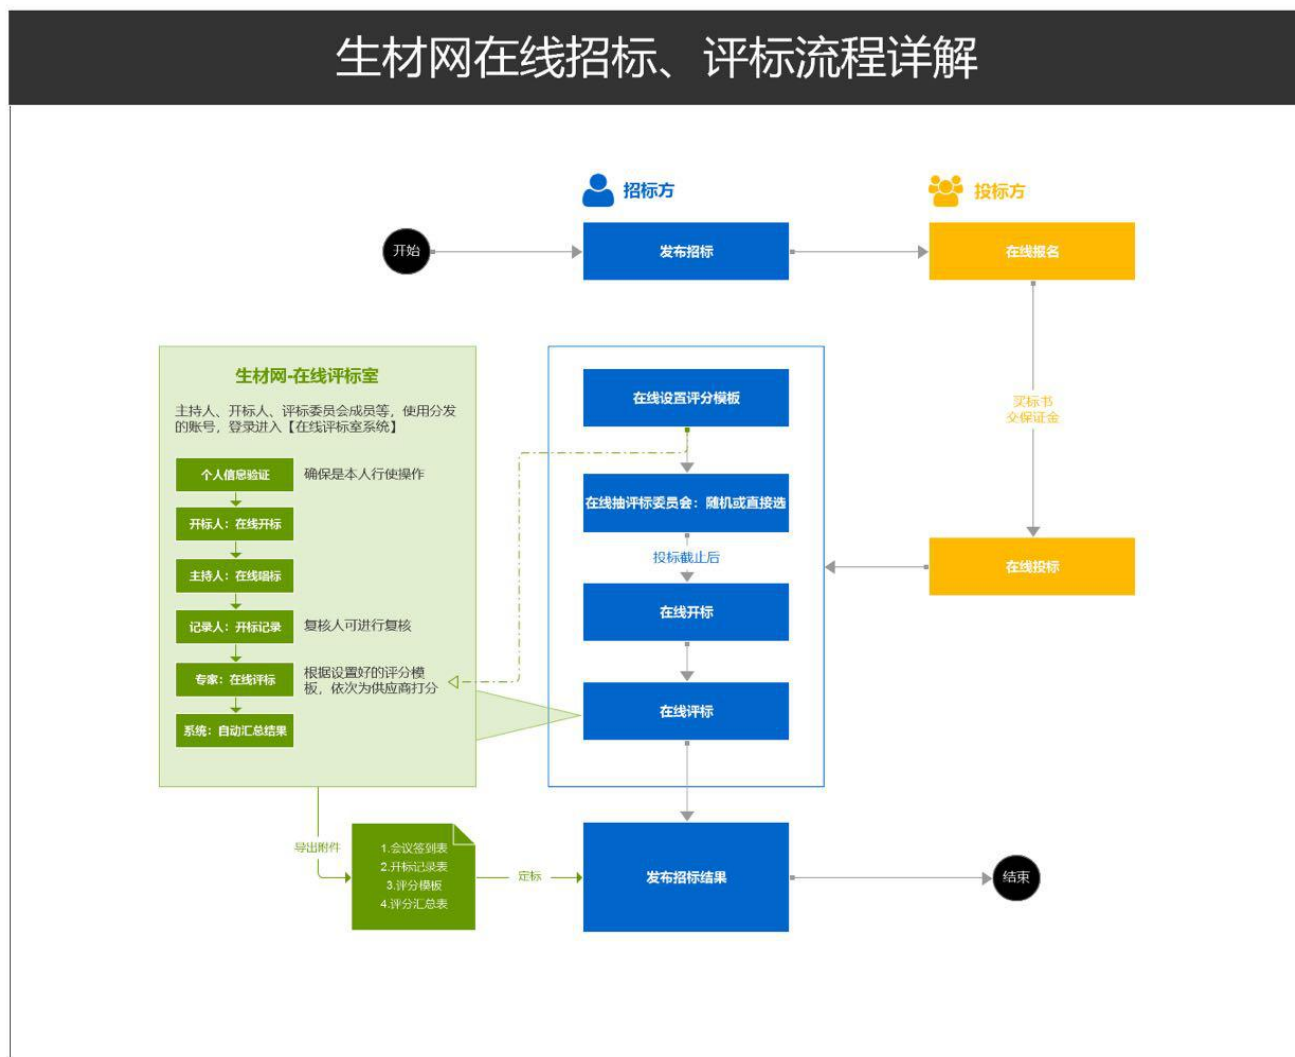 生材网在线招标、评标流程详解
招标方
投标方
开始
发布招标
在线报名
生材网-在线评标室
主持人、开标人、评标委员会成员等，使用分发
的账号，登录进入【在线评标室系统】
个人信息验证
确保是本人行使操作
开标人：在线开标
主持人：在线唱标
记录人：开标记录
复核人可进行复核
专家：在线评标
根据设置好的评分模
板，依次为供应商打分
系统：自动汇总结果
在线设置评分模板
在线抽评标委员会：随机或直接选
投标截止后
在线开标
在线评标
买标书
交保证金
在线投标
导出附件
1.会议签到表
2.开标记录表
3.评分模板
4.评分汇总表
定标
发布招标结果
结束